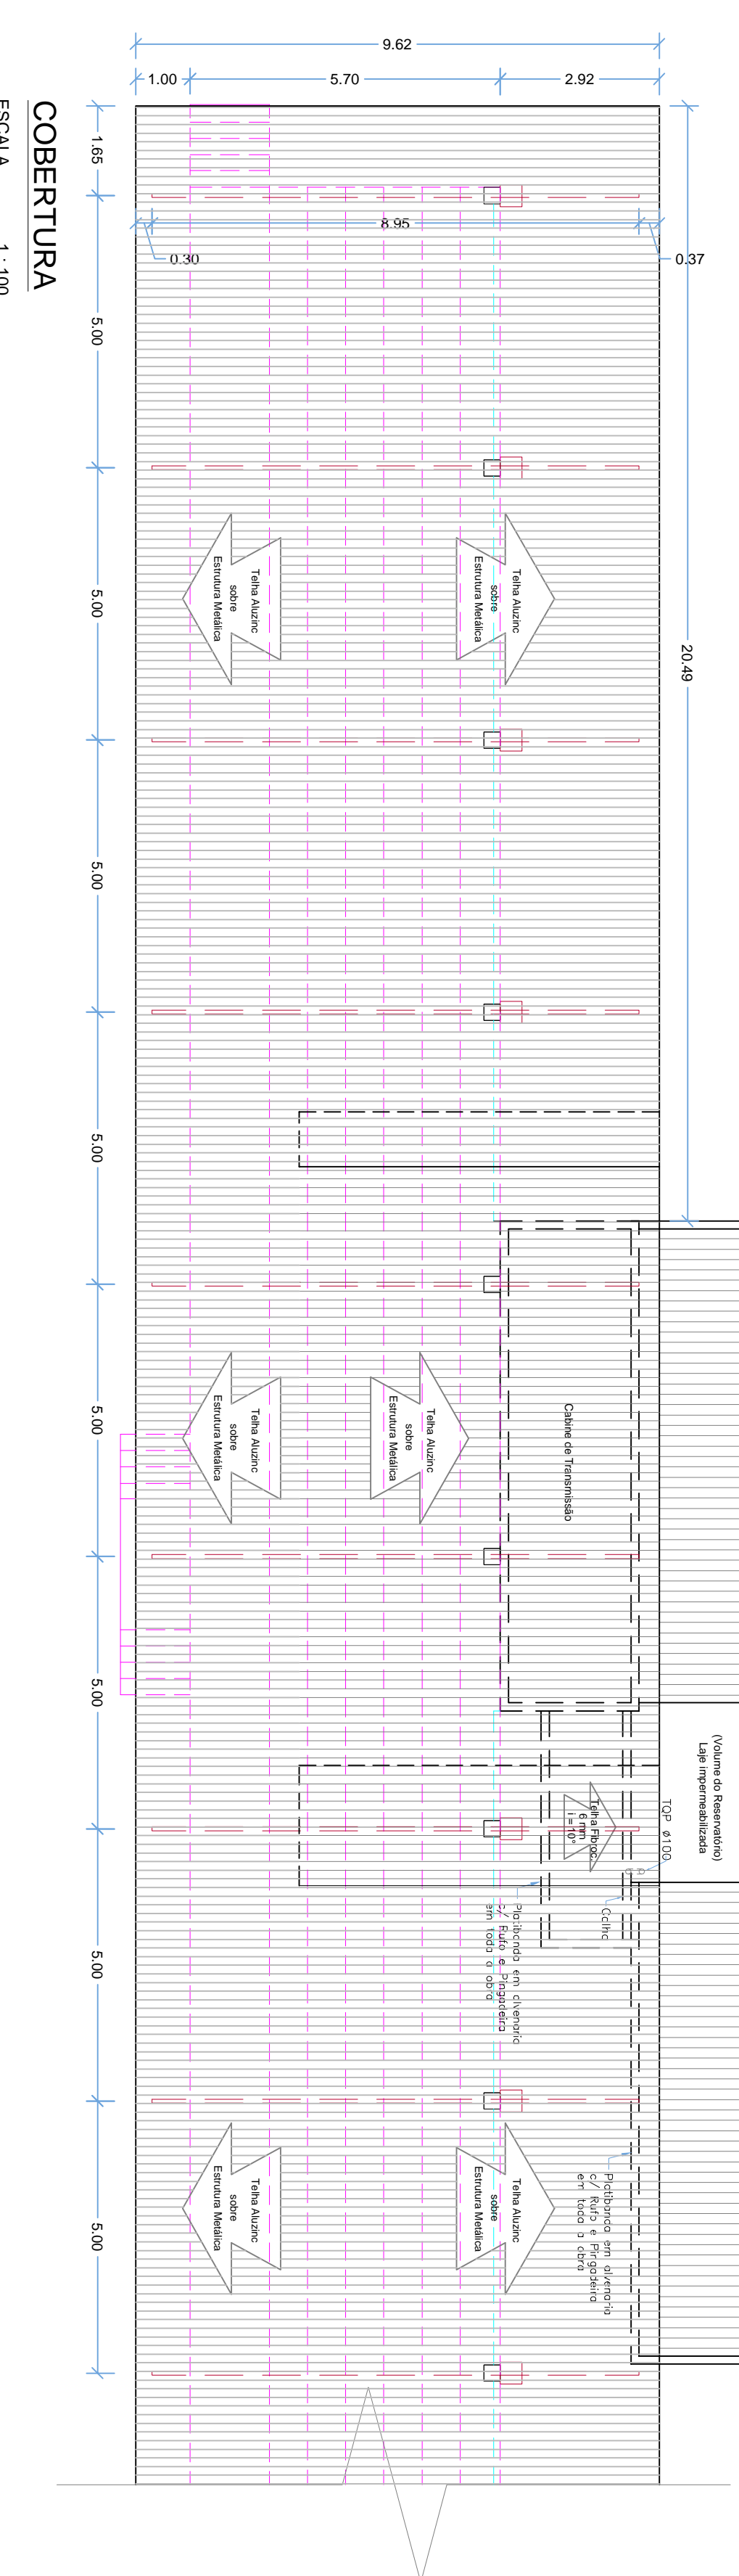 COBERTURA
ESCALA 1 : 100
9.62
1.00
5.70
2.92
1.65
5.00
5.00
5.00
5.00
5.00
5.00
5.00
5.00
20.49
8.95
0.30
0.37
Telha Aluzinc
sobre
Estrutura Metálica
Telha Aluzinc
sobre
Estrutura Metálica
Telha Aluzinc
sobre
Estrutura Metálica
Telha Aluzinc
sobre
Estrutura Metálica
Cabine de Transmissão
(Volume do Reservatório)
Laje impermeabilizada
TQP ø100
Telha Fibroc.
6 mm
i =10°
Calha
Platibanda em alvenaria
c/ Rufo e Pingadeira
em toda a obra
Platibanda em alvenaria
c/ Rufo e Pingadeira
em toda a obra
Telha Aluzinc
sobre
Estrutura Metálica
Telha Aluzinc
sobre
Estrutura Metálica